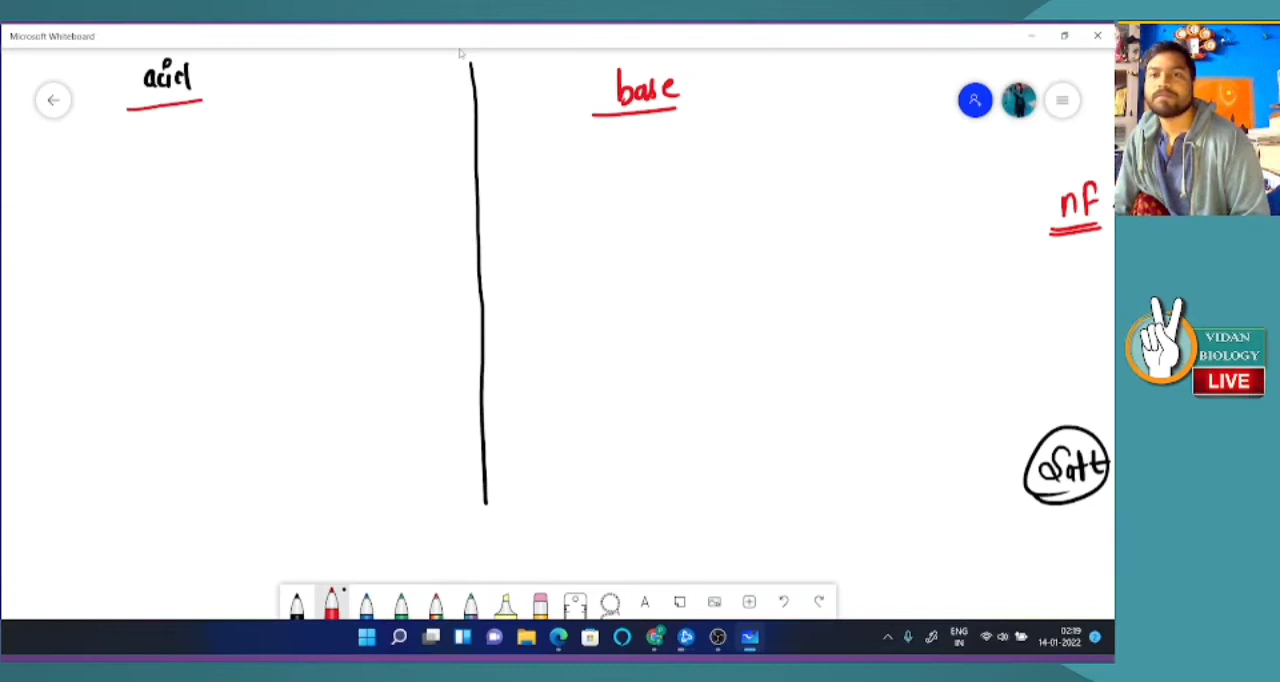 Microsoft Whiteboard
acid
base
nf
Salt
VIDAN
BIOLOGY
LIVE
A
ENG
IN
02:19
14-01-2022